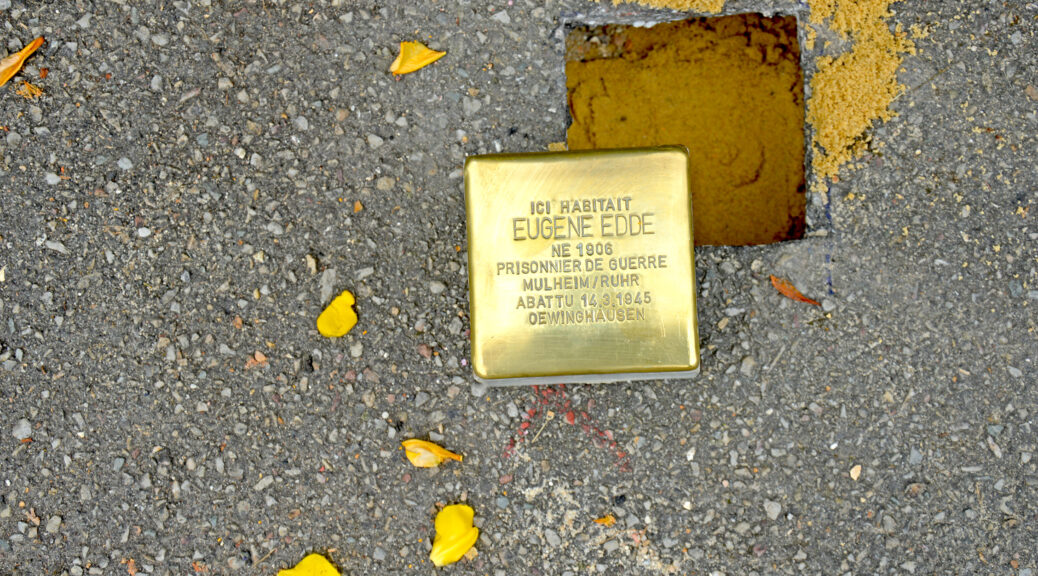 ICI HABITAIT
EUGENE EDDE
NE 1906
PRISONNIER DE GUERRE
MULHEIM/RUHR
ABATTU 14.3.1945
OEWINGHAUSEN